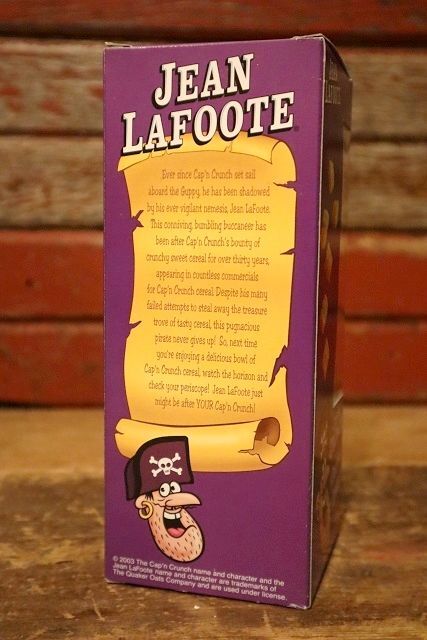 JEAN
LAFOOTE
Ever since Cap'n Crunch set sail
aboard the Guppy, he has been shadowed
by his ever vigilant nemesis, Jean LaFoote.
This conniving, bumbling buccaneer has
been after Cap'n Crunch's bounty of
crunchy sweet cereal for over thirty years,
appearing in countless commercials
for Cap'n Crunch cereal. Despite his many
failed attempts to steal away the treasure
trove of tasty cereal, this pugnacious
pirate never gives up! So, next time
you're enjoying a delicious bowl of
Cap'n Crunch cereal, watch the horizon and
check your periscope! Jean LaFoote just
might be after YOUR Cap'n Crunch!
© 2003 The Cap'n Crunch name and character and the
Jean LaFoote name and character are trademarks of
The Quaker Oats Company and are used under license.
JEAN
LAFOOTE